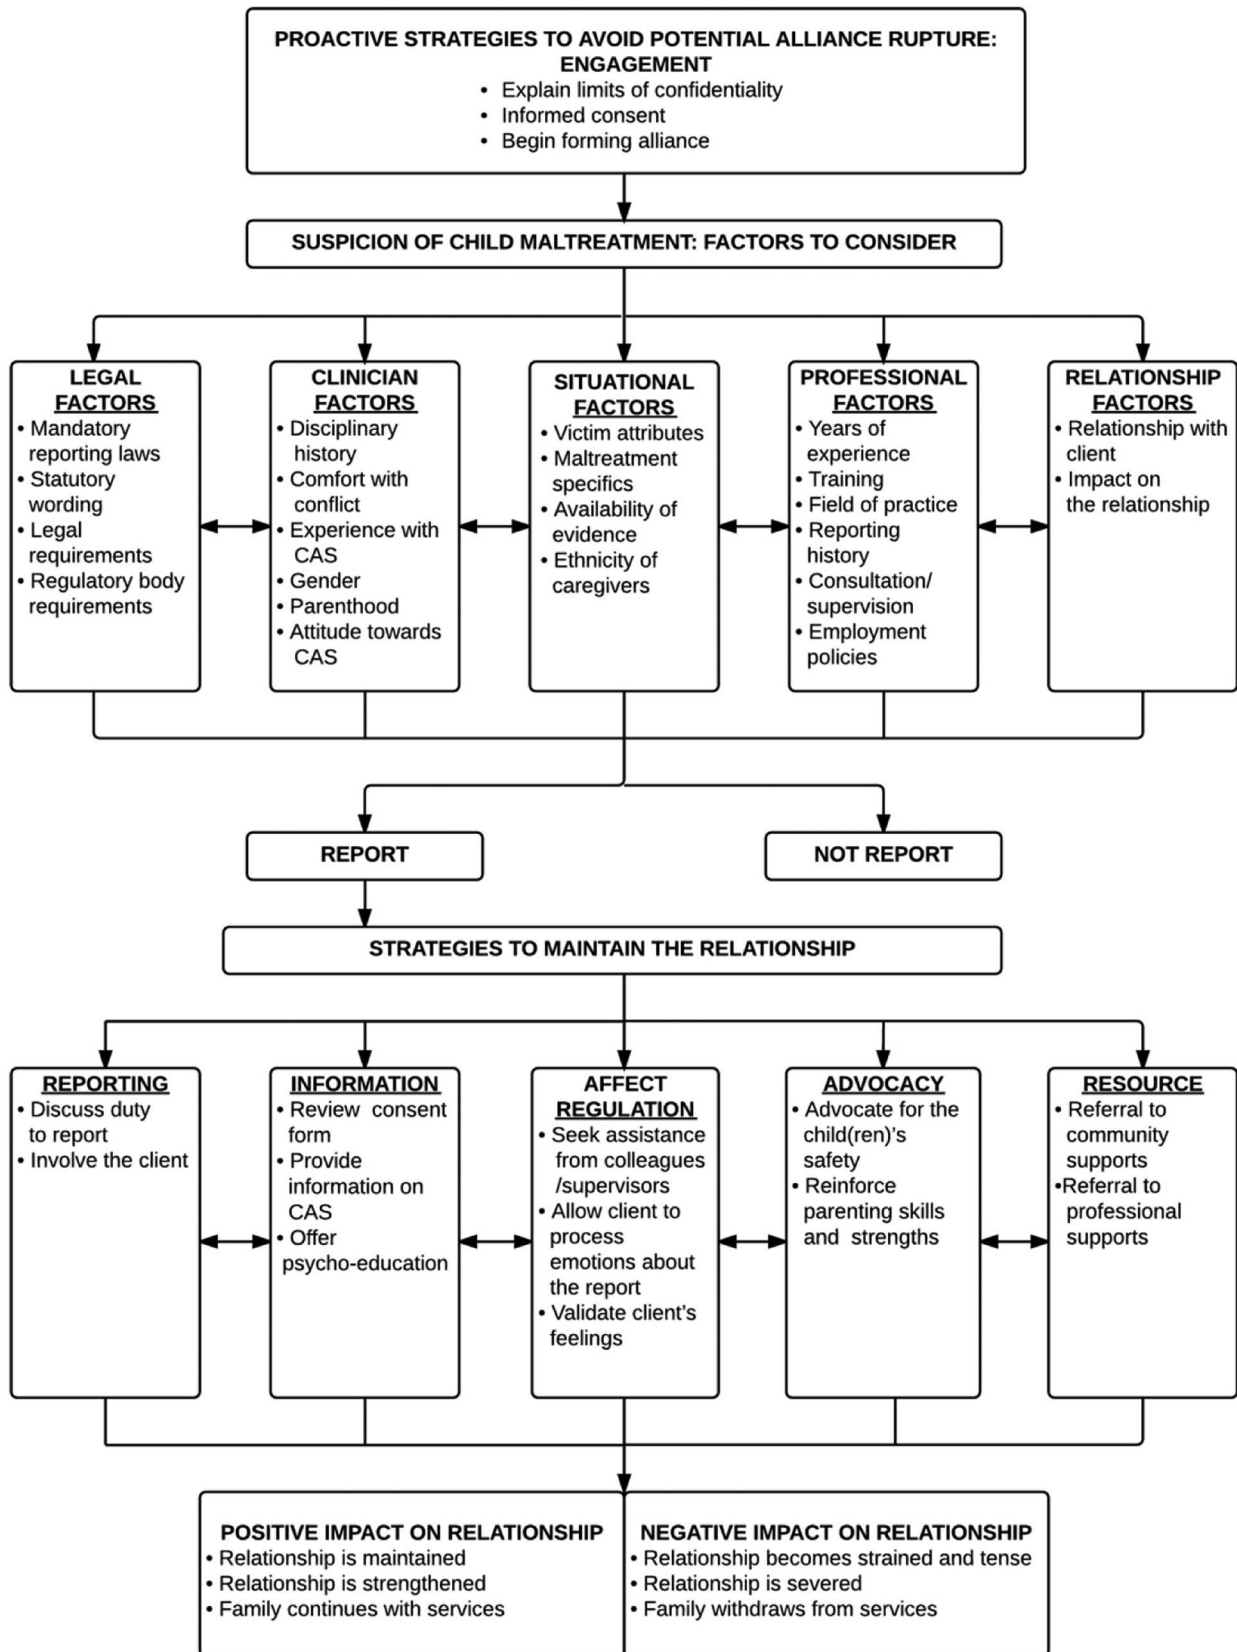 PROACTIVE STRATEGIES TO AVOID POTENTIAL ALLIANCE RUPTURE:
ENGAGEMENT
• Explain limits of confidentiality
• Informed consent
• Begin forming alliance
SUSPICION OF CHILD MALTREATMENT: FACTORS TO CONSIDER
LEGAL
FACTORS
• Mandatory
reporting laws
• Statutory
wording
• Legal
requirements
• Regulatory body
requirements
CLINICIAN
FACTORS
• Disciplinary
history
• Comfort with
conflict
• Experience with
CAS
• Gender
• Parenthood
• Attitude towards
CAS
SITUATIONAL
FACTORS
• Victim attributes
• Maltreatment
specifics
• Availability of
evidence
• Ethnicity of
caregivers
PROFESSIONAL
FACTORS
• Years of
experience
• Training
• Field of practice
• Reporting
history
• Consultation/
supervision
• Employment
policies
RELATIONSHIP
FACTORS
• Relationship with
client
• Impact on
the relationship
REPORT
NOT REPORT
STRATEGIES TO MAINTAIN THE RELATIONSHIP
REPORTING
• Discuss duty
to report
• Involve the client
INFORMATION
• Review consent
form
• Provide
information on
CAS
• Offer
psycho-education
AFFECT
REGULATION
• Seek assistance
from colleagues
/supervisors
• Allow client to
process
emotions about
the report
• Validate client's
feelings
ADVOCACY
• Advocate for the
child(ren)'s
safety
• Reinforce
parenting skills
and strengths
RESOURCE
• Referral to
community
supports
•Referral to
professional
supports
POSITIVE IMPACT ON RELATIONSHIP
• Relationship is maintained
• Relationship is strengthened
• Family continues with services
NEGATIVE IMPACT ON RELATIONSHIP
• Relationship becomes strained and tense
• Relationship is severed
• Family withdraws from services